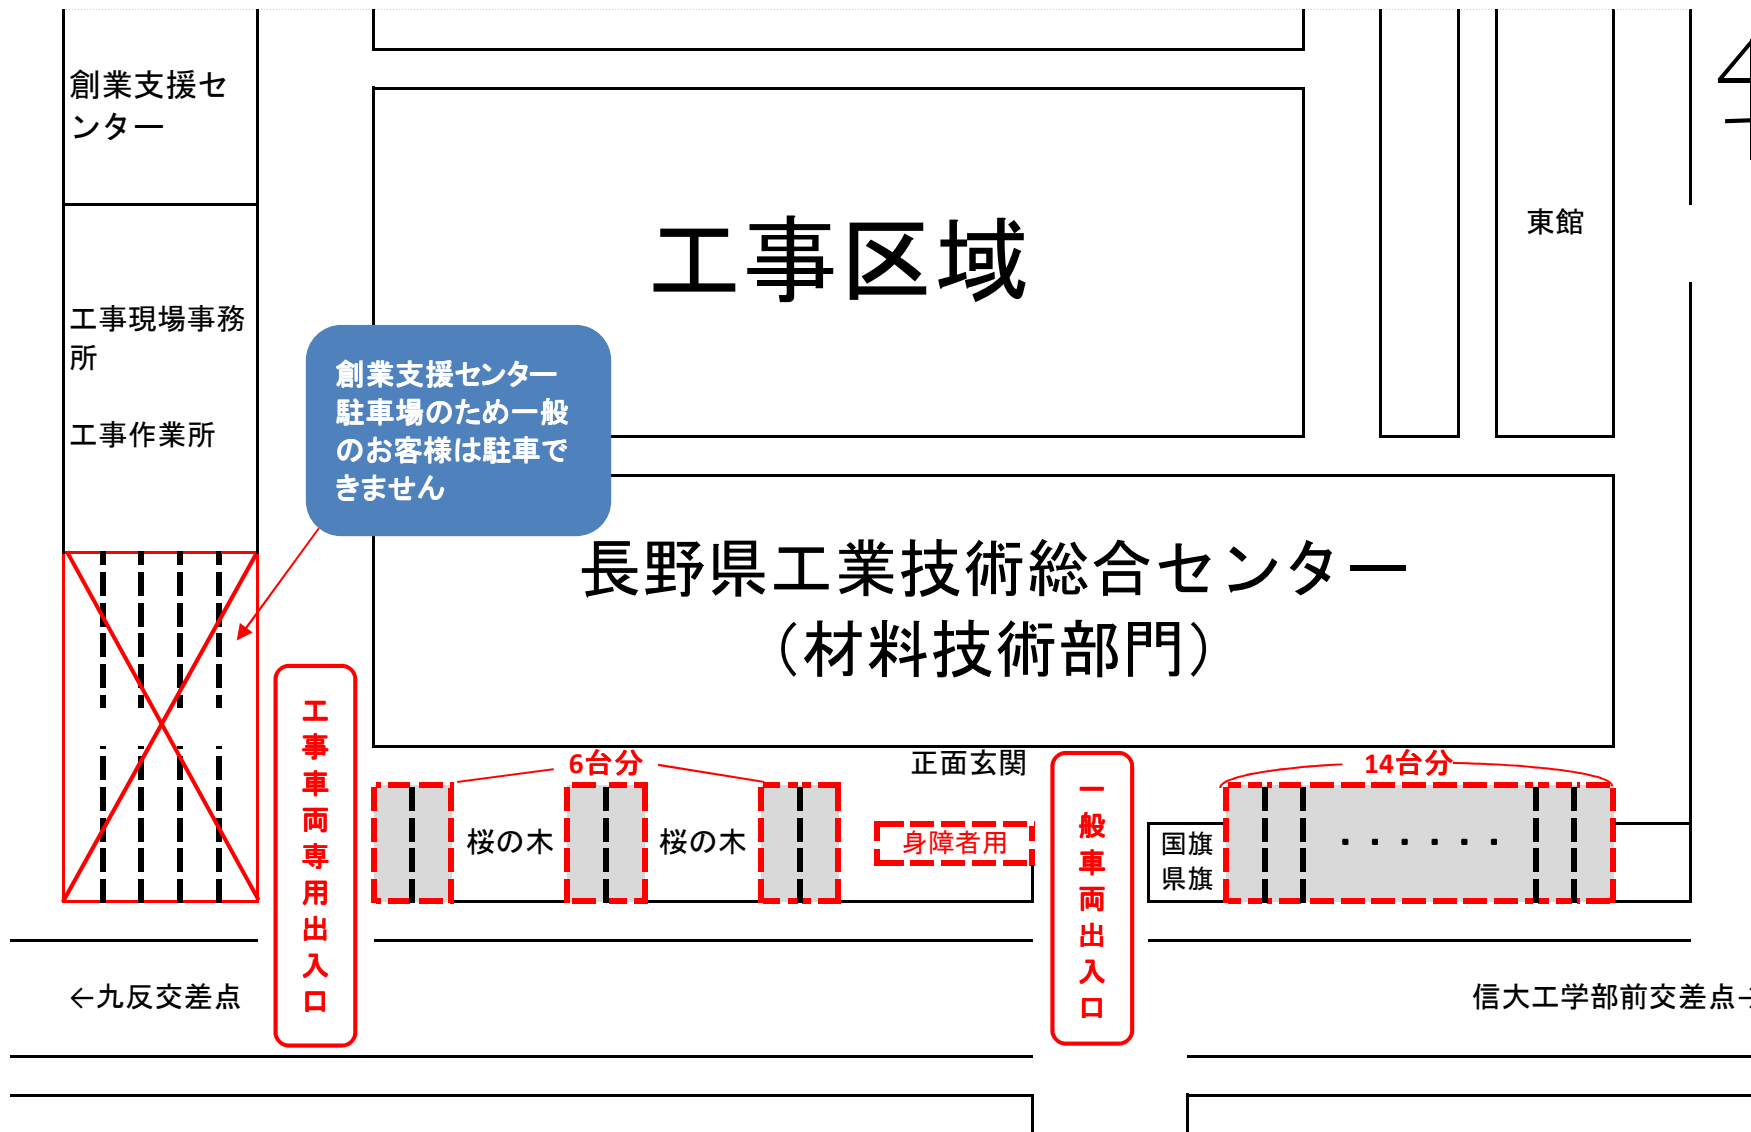 創業支援セ
ンター
工事区域
東館
工事現場事務
所
工事作業所
創業支援センター
駐車場のため一般
のお客様は駐車で
きません
長野県工業技術総合センター
（材料技術部門）
工事車両専用出入口
6台分
正面玄関
一般車両出入口
14台分
桜の木
桜の木
身障者用
国旗
県旗
・・・・・・
←九反交差点
信大工学部前交差点→